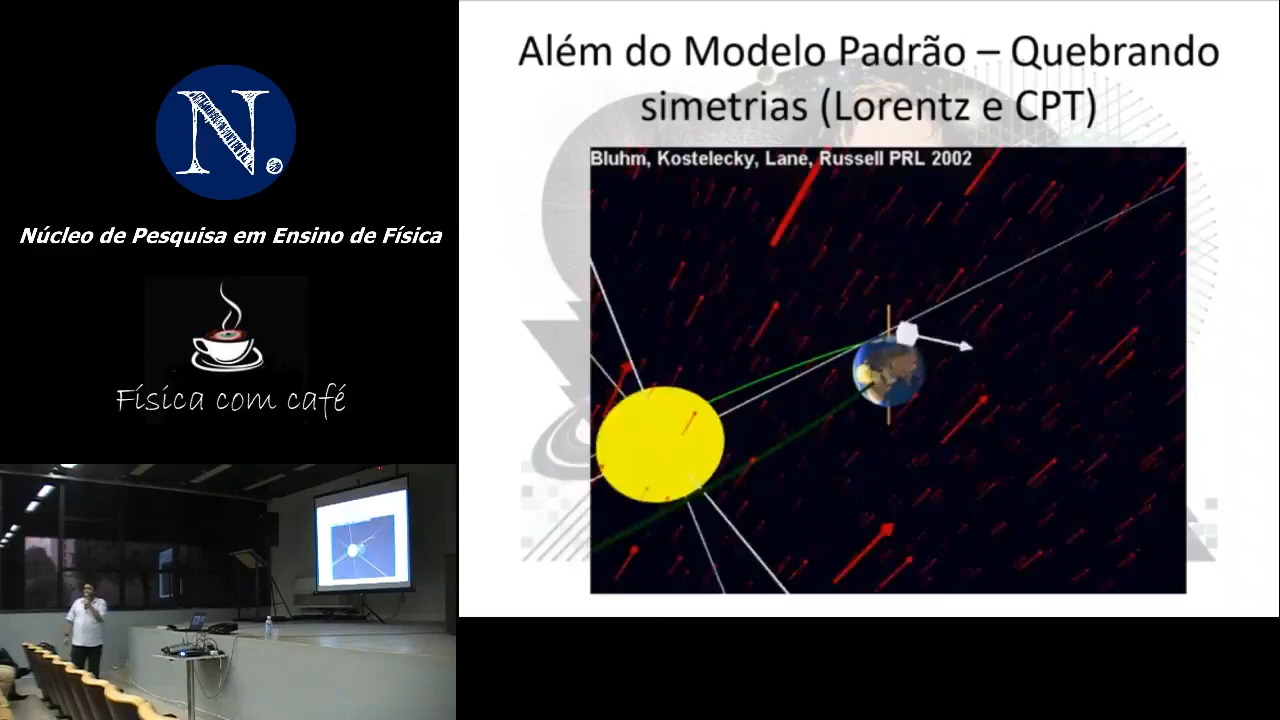 N.
Núcleo de Pesquisa em Ensino de Física
Física com café
Além do Modelo Padrão – Quebrando
simetrias (Lorentz e CPT)
Bluhm, Kostelecky, Lane, Russell PRL 2002